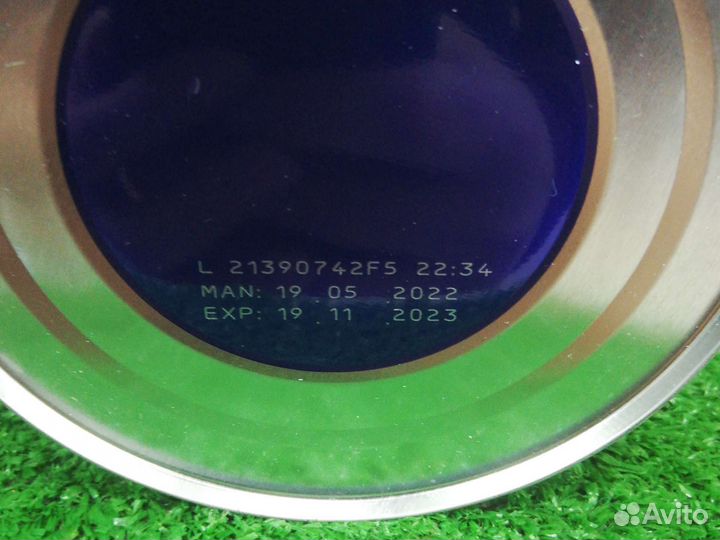 L 21390742F5 22:34
MAN: 19 . 05 . 2022
EXP: 19 . 11 . 2023
Avito